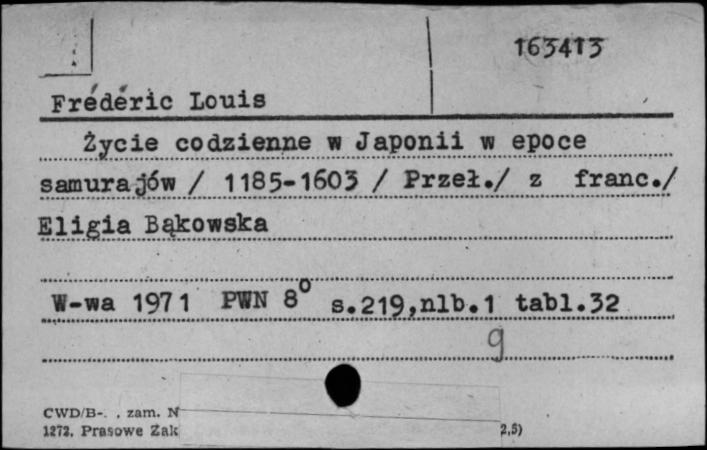 163413
Frédéric Louis
Życie codzienne w Japonii w epoce
samurajów / 1185-1603 / Przeł./ z franc./
Eligia Bąkowska
W-wa 1971 PWN 8⁰ s.219,nlb.1 tabl.32
g
CWD/B-. , zam. N
1272. Prasowe Zak 2,5)